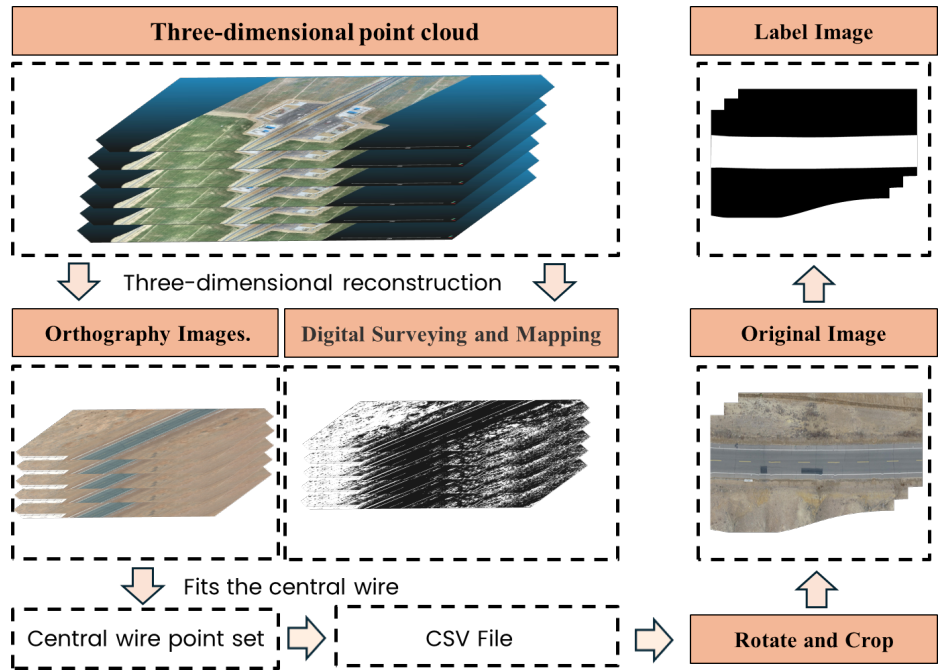 Three-dimensional point cloud
Label Image
Three-dimensional reconstruction
Orthography Images.
Digital Surveying and Mapping
Original Image
Fits the central wire
Central wire point set
CSV File
Rotate and Crop